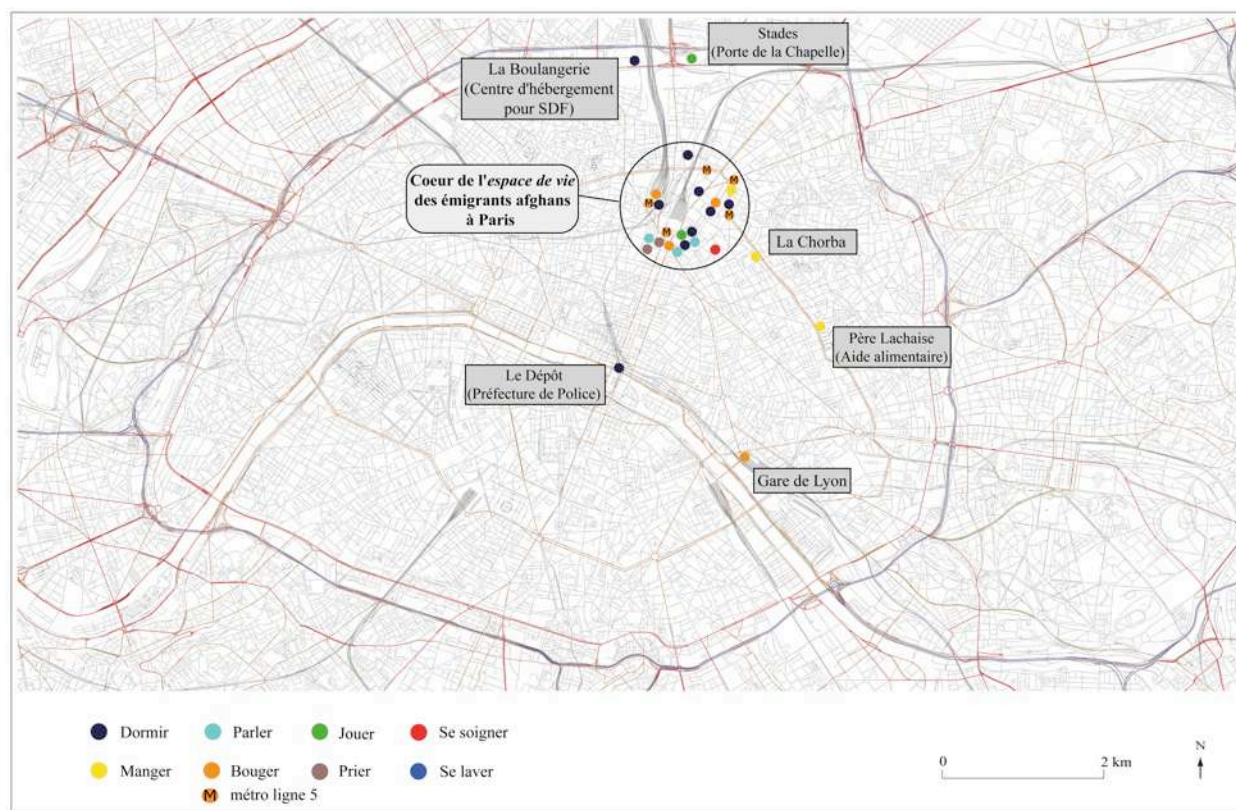 Stades
(Porte de la Chapelle)
La Boulangerie
(Centre d'hébergement
pour SDF)
Coeur de l'espace de vie
des émigrants afghans
à Paris
La Chorba
Père Lachaise
(Aide alimentaire)
Le Dépôt
(Préfecture de Police)
Gare de Lyon
M
M
M
M
M
Dormir
Parler
Jouer
Se soigner
Manger
Bouger
Prier
Se laver
M métro ligne 5
0
2 km
N